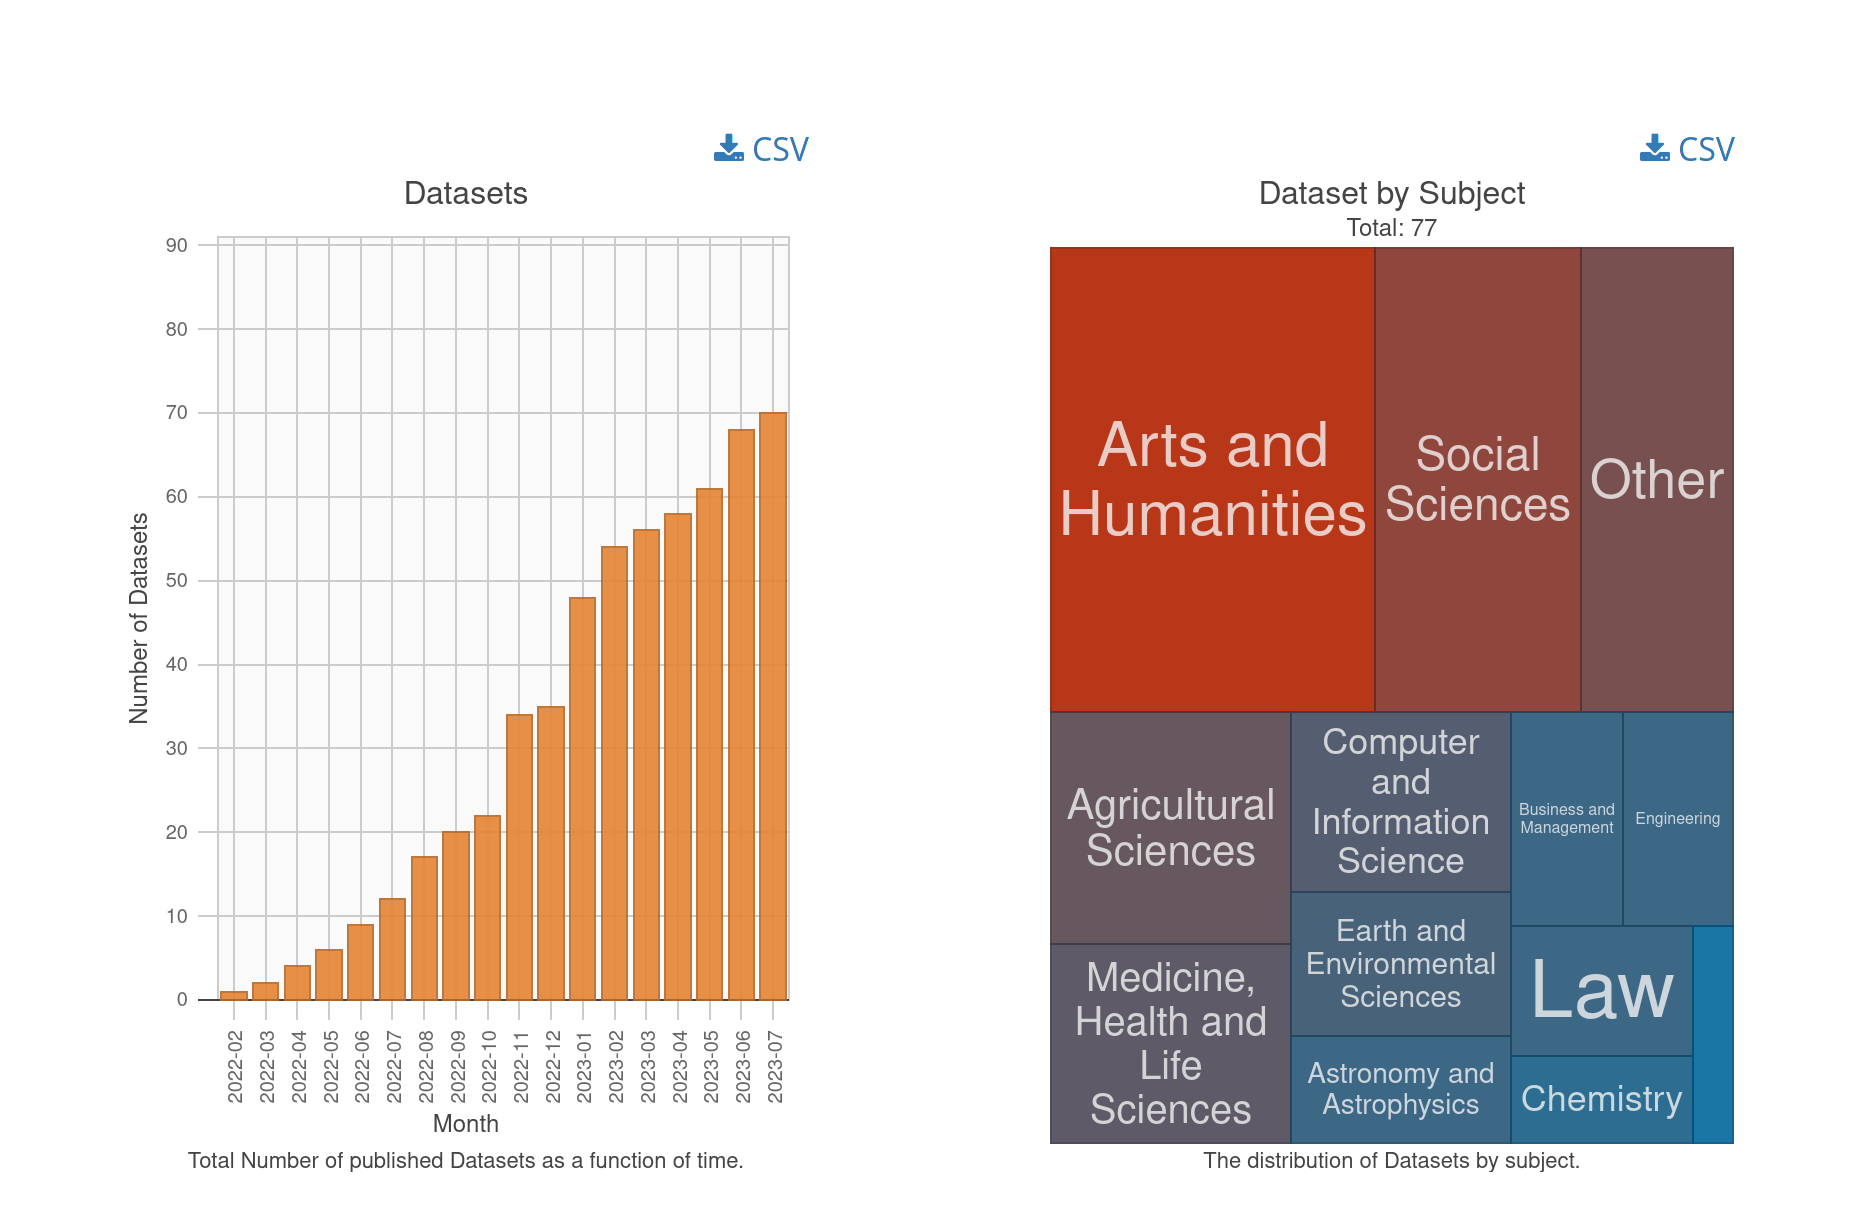 CSV
Datasets
90
80
70
60
50
40
30
20
10
0
Number of Datasets
2022-02
2022-03
2022-04
2022-05
2022-06
2022-07
2022-08
2022-09
2022-10
2022-11
2022-12
2023-01
2023-02
2023-03
2023-04
2023-05
2023-06
2023-07
Month
Total Number of published Datasets as a function of time.
CSV
Dataset by Subject
Total: 77
Arts and
Humanities
Social
Sciences
Other
Agricultural
Sciences
Medicine,
Health and
Life
Sciences
Computer
and
Information
Science
Earth and
Environmental
Sciences
Astronomy and
Astrophysics
Business and
Management
Engineering
Law
Chemistry
The distribution of Datasets by subject.